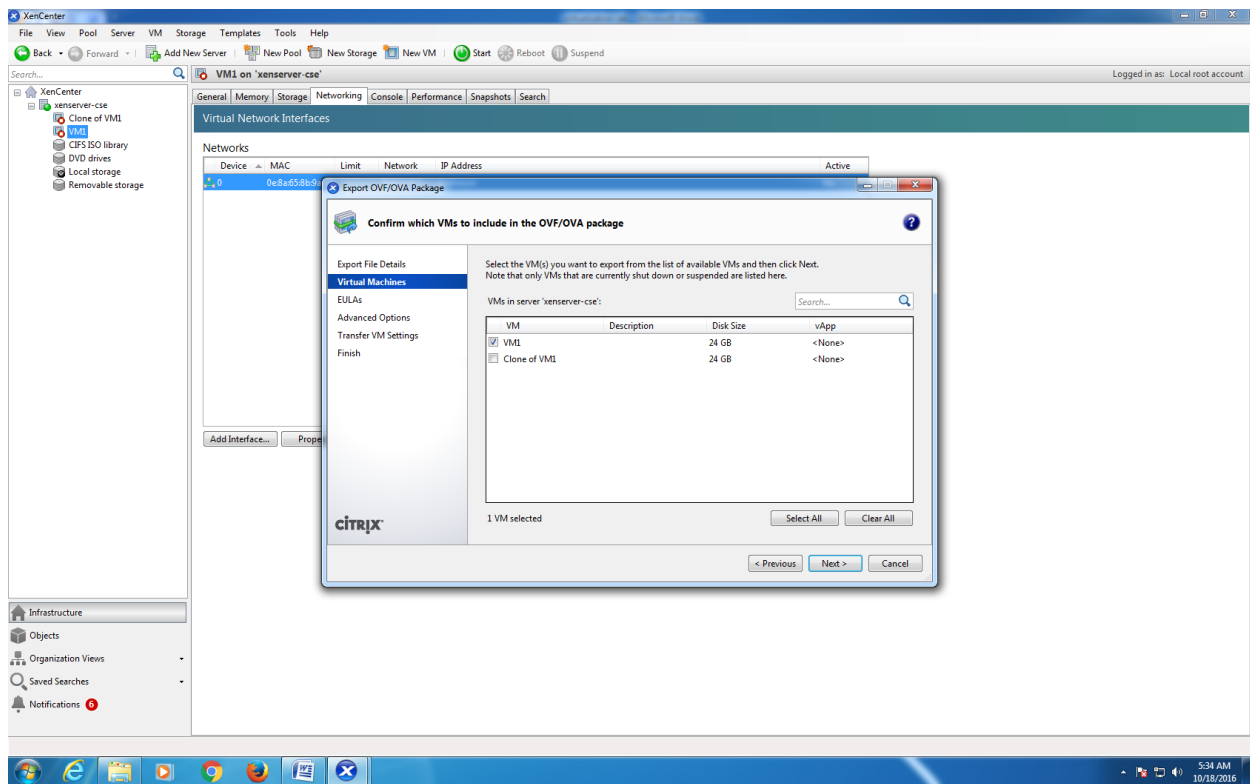 XenCenter
File View Pool Server VM Storage Templates Tools Help
Back Forward Add New Server New Pool New Storage New VM Start Reboot Suspend
Search... VM1 on 'xenserver-cse' Logged in as: Local root account
XenCenter
xenserver-cse
Clone of VM1
VM1
CIFS ISO library
DVD drives
Local storage
Removable storage
General Memory Storage Networking Console Performance Snapshots Search
Virtual Network Interfaces
Networks
Device MAC Limit Network IP Address Active
0 0e:8a:65:8b:9a
Add Interface...
Export OVF/OVA Package
Confirm which VMs to include in the OVF/OVA package
?
Export File Details
Virtual Machines
EULAs
Advanced Options
Transfer VM Settings
Finish
CITRIX
Select the VM(s) you want to export from the list of available VMs and then click Next.
Note that only VMs that are currently shut down or suspended are listed here.
VMs in server 'xenserver-cse': Search...
VM Description Disk Size vApp
VM1 24 GB <None>
Clone of VM1 24 GB <None>
1 VM selected Select All Clear All
< Previous Next > Cancel
Infrastructure
Objects
Organization Views
Saved Searches
Notifications 6
5:34 AM
10/18/2016